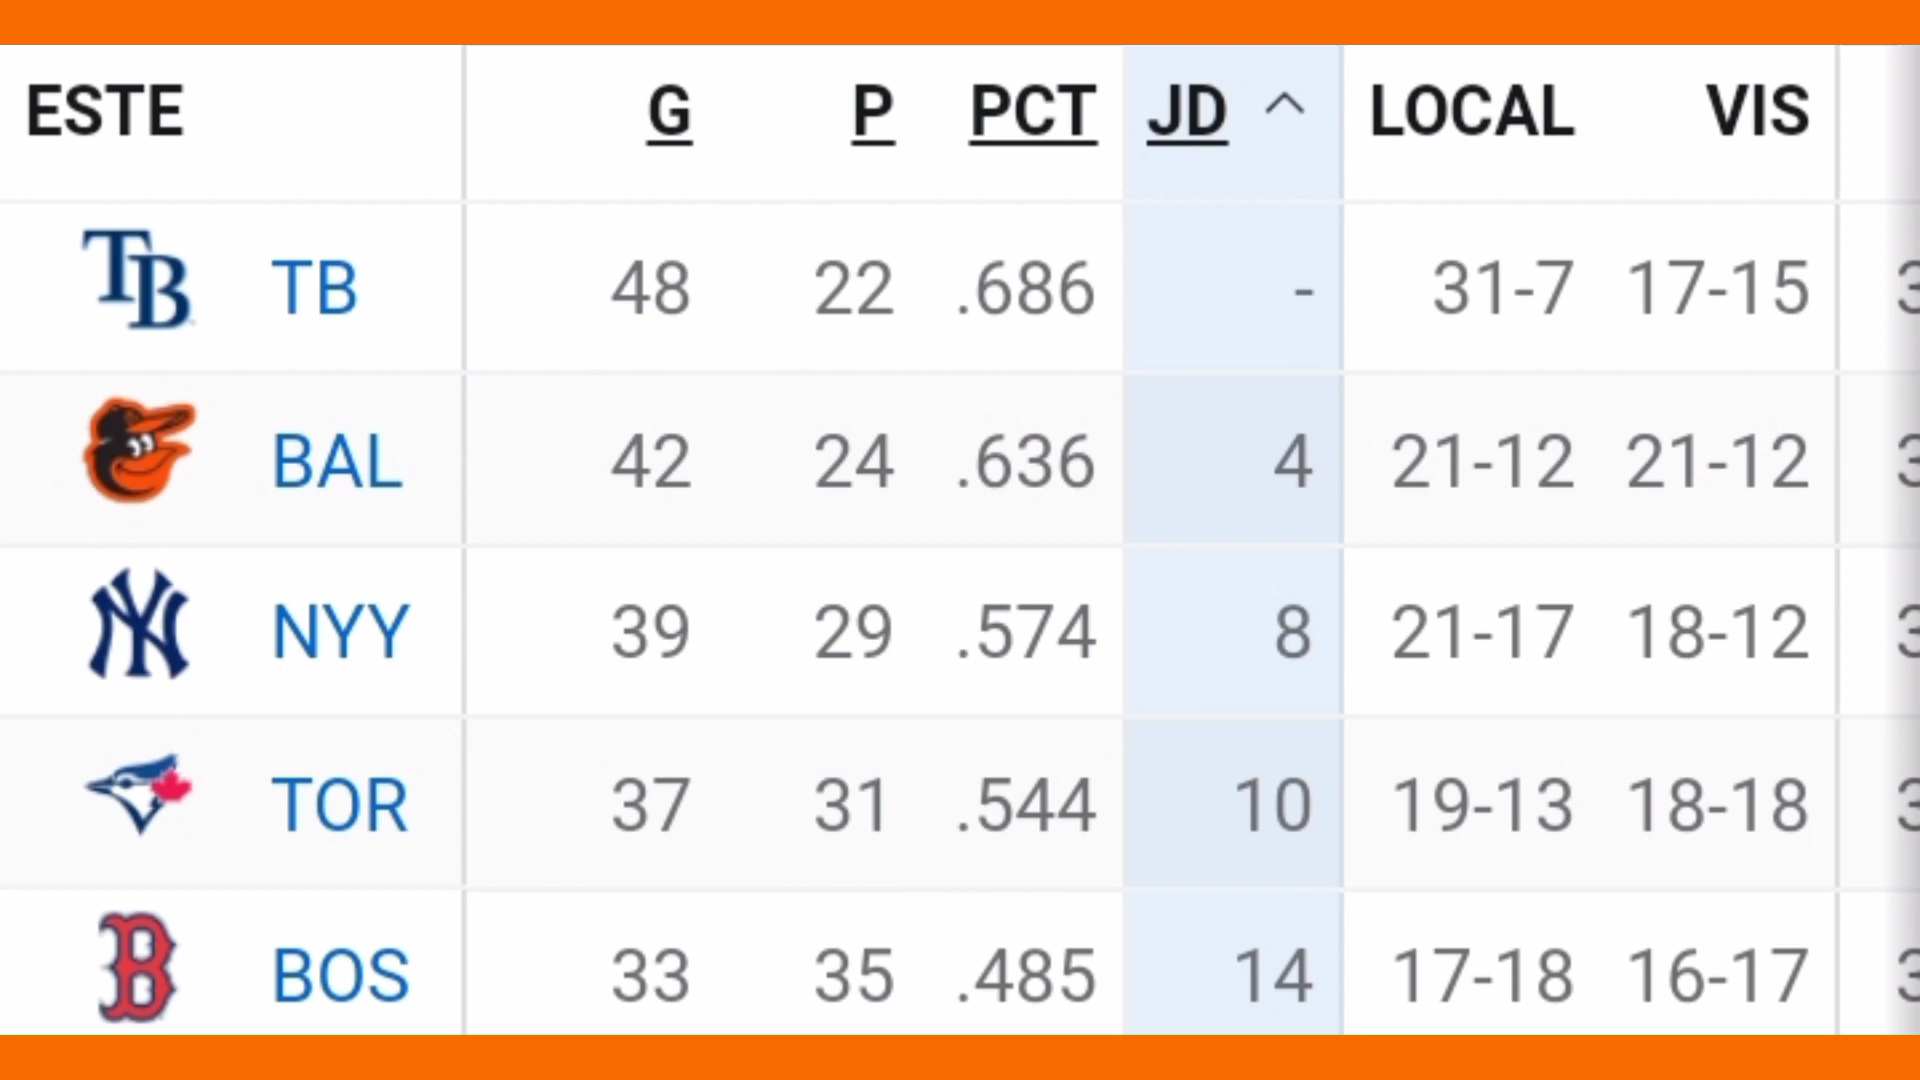 ESTE G P PCT JD LOCAL VIS
TB TB 48 22 .686 - 31-7 17-15
BAL 42 24 .636 4 21-12 21-12
NY NYY 39 29 .574 8 21-17 18-12
TOR 37 31 .544 10 19-13 18-18
B BOS 33 35 .485 14 17-18 16-17